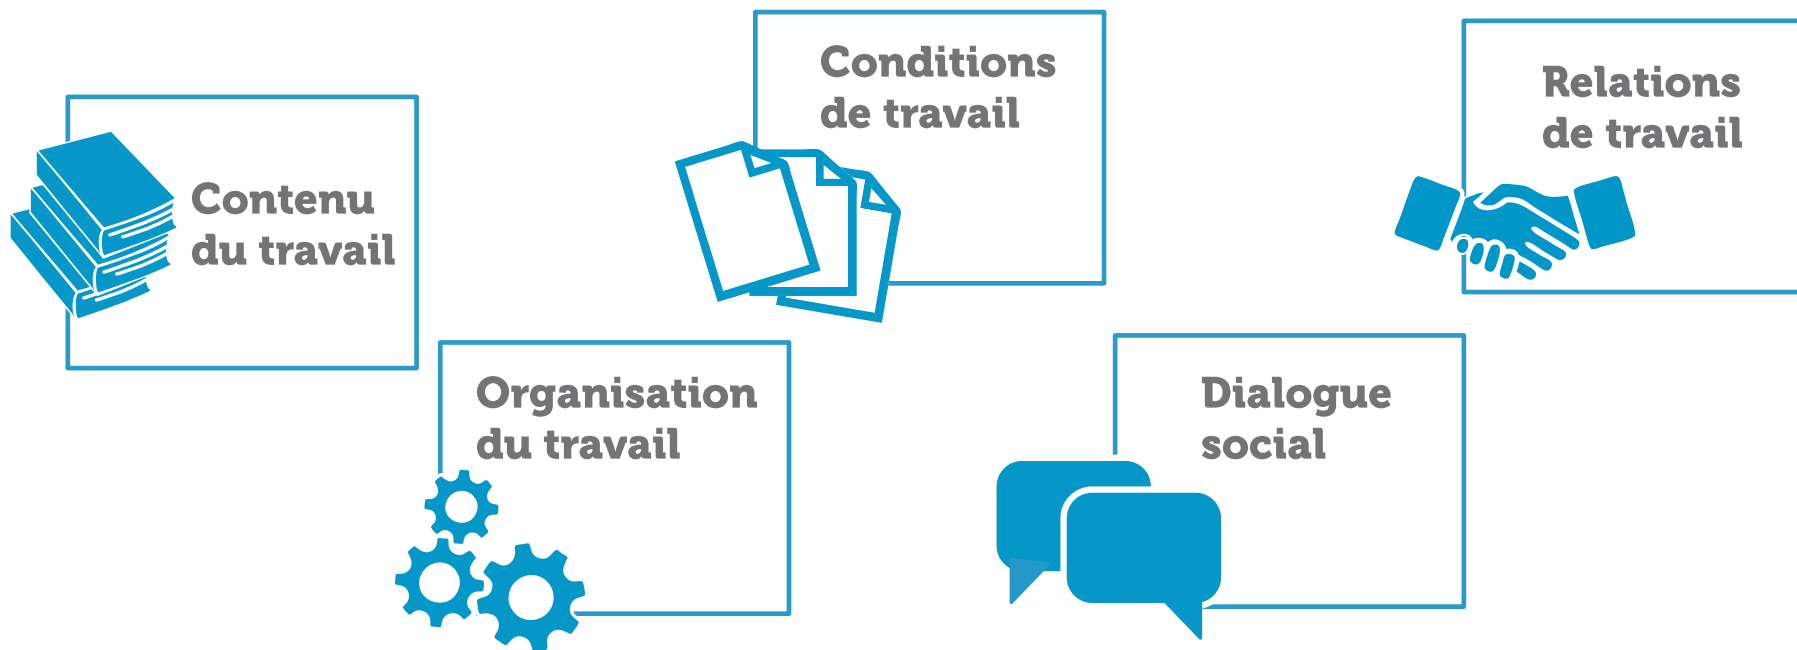 Contenu
du travail
Organisation
du travail
Conditions
de travail
Dialogue
social
Relations
de travail